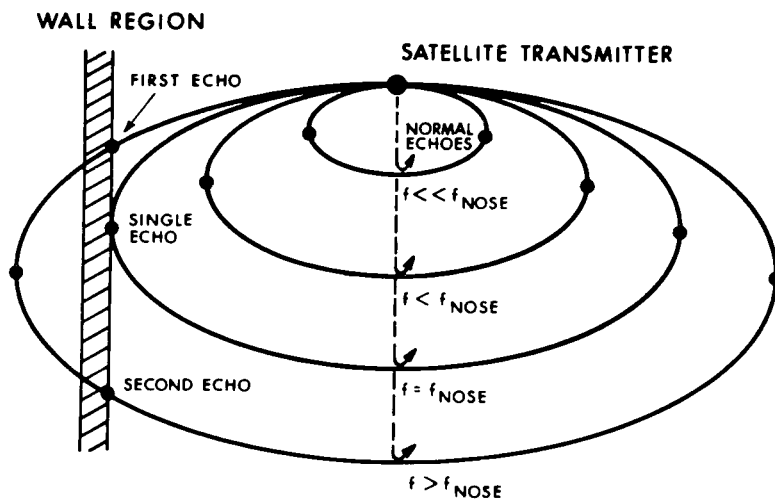 WALL REGION
SATELLITE TRANSMITTER
FIRST ECHO
NORMAL
ECHOES
f << fNOSE
SINGLE
ECHO
f < fNOSE
SECOND ECHO
f = fNOSE
f > fNOSE